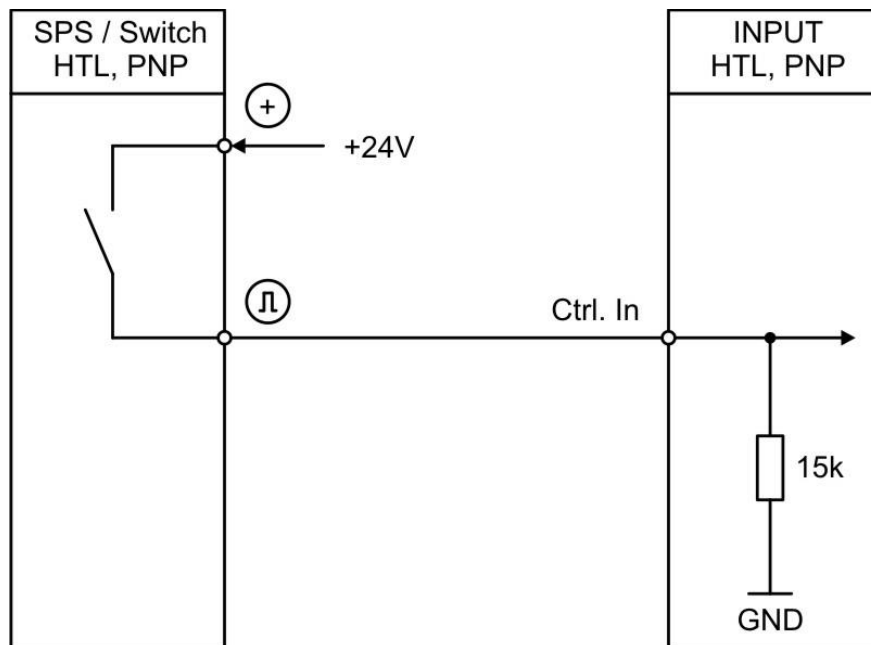 SPS / Switch
HTL, PNP
INPUT
HTL, PNP
+
+24V
Ctrl. In
15k
GND